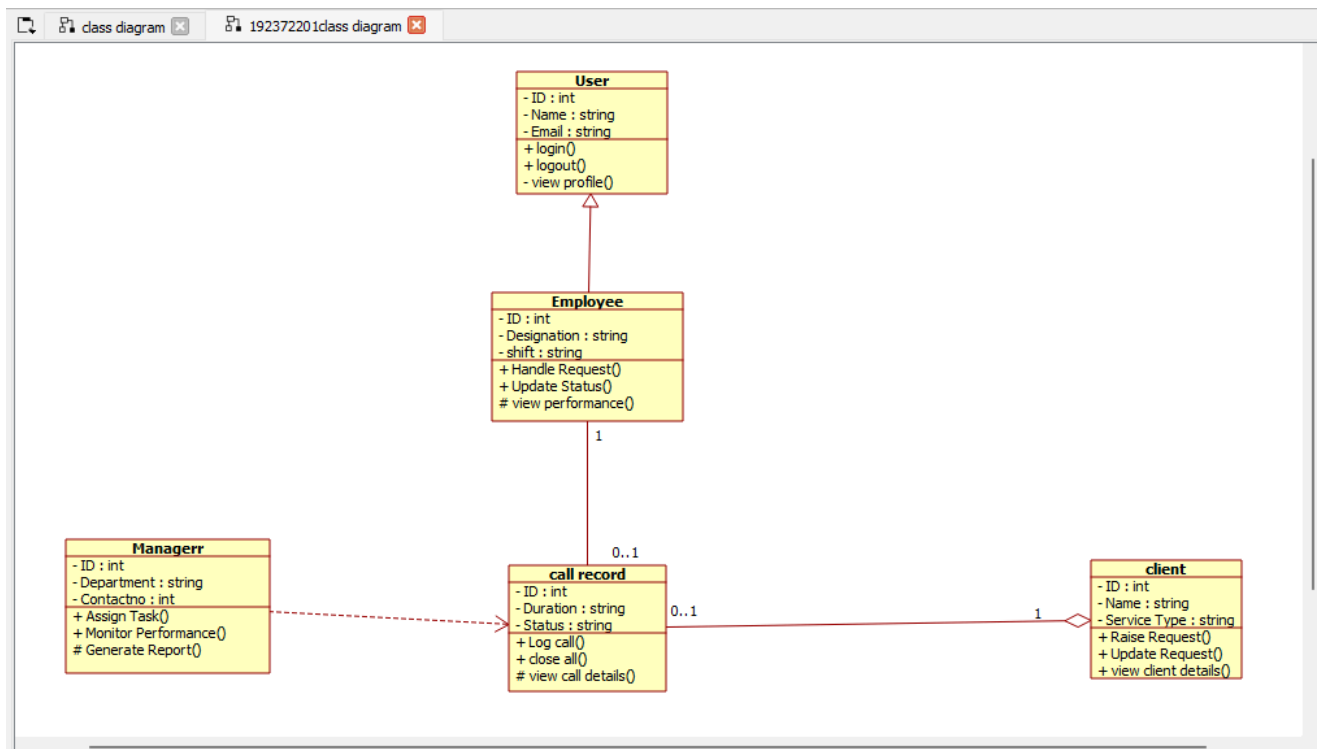 class diagram
192372201class diagram
User
- ID : int
- Name : string
- Email : string
+ login()
+ logout()
- view profile()
Employee
- ID : int
- Designation : string
- shift : string
+ Handle Request()
+ Update Status()
# view performance()
1
0..1
Managerr
- ID : int
- Department : string
- Contactno : int
+ Assign Task()
+ Monitor Performance()
# Generate Report()
call record
- ID : int
- Duration : string
- Status : string
+ Log call()
+ close all()
# view call details()
0..1
1
client
- ID : int
- Name : string
- Service Type : string
+ Raise Request()
+ Update Request()
+ view client details()